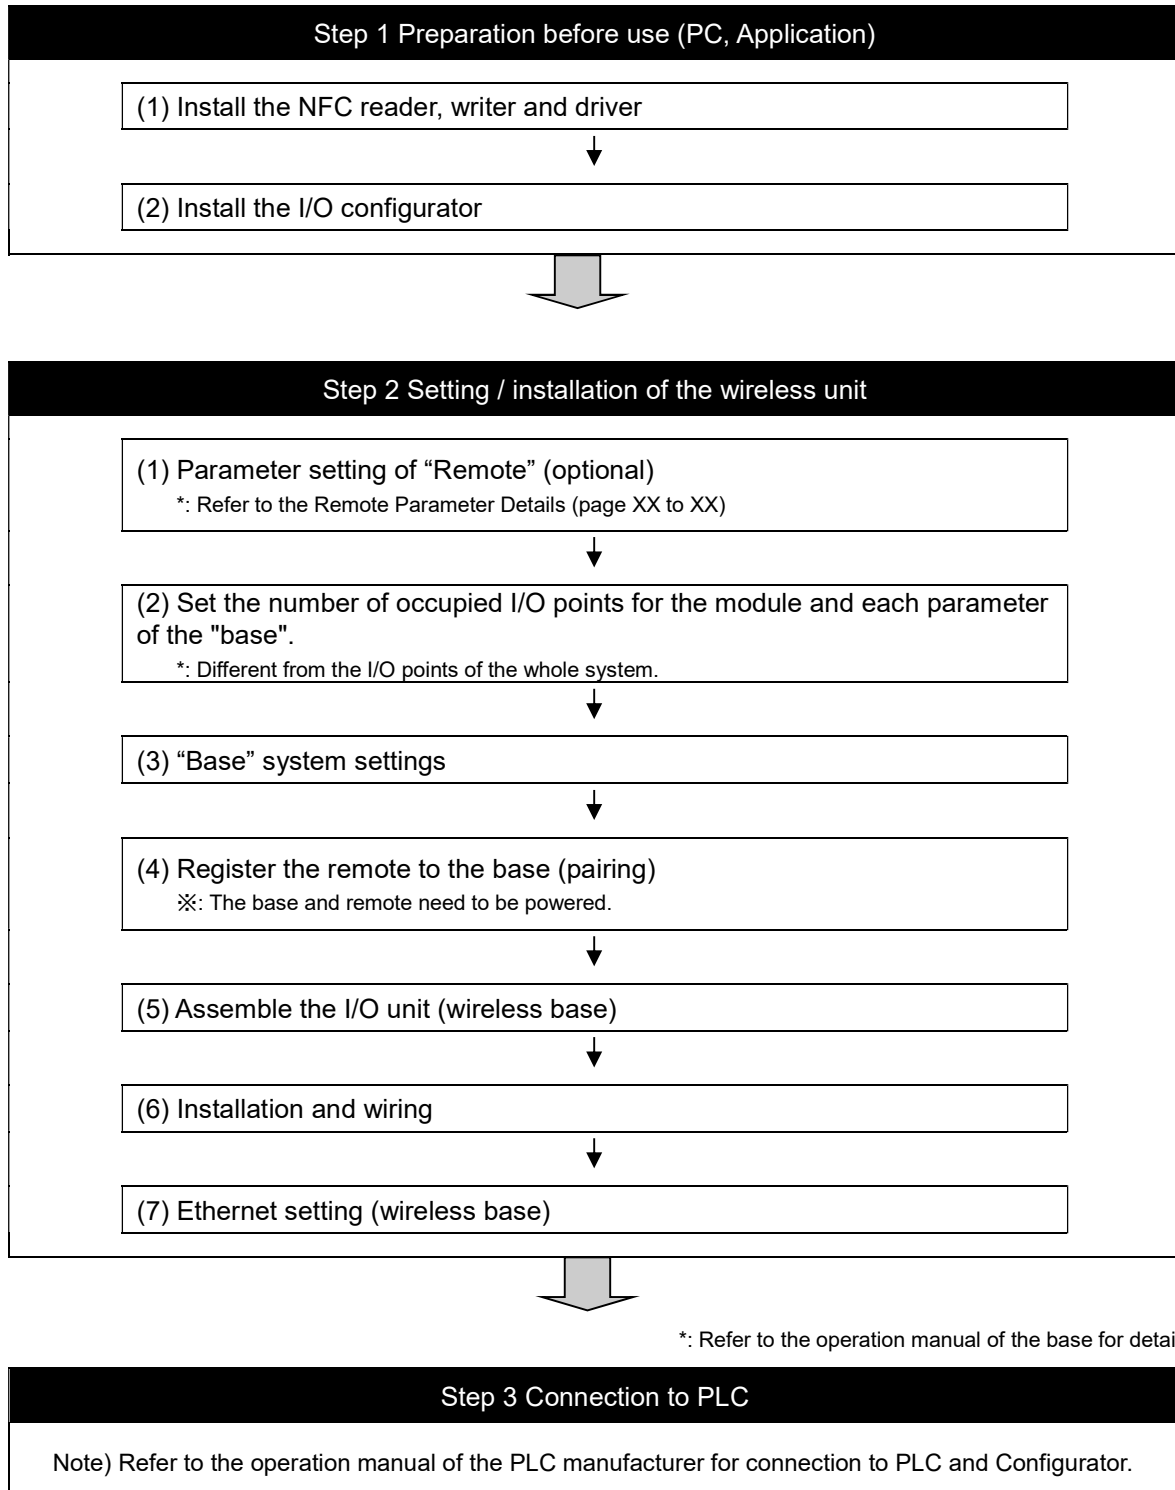 Step 1 Preparation before use (PC, Application)
(1) Install the NFC reader, writer and driver
(2) Install the I/O configurator
Step 2 Setting / installation of the wireless unit
(1) Parameter setting of “Remote” (optional)
*: Refer to the Remote Parameter Details (page XX to XX)
(2) Set the number of occupied I/O points for the module and each parameter
of the "base".
*: Different from the I/O points of the whole system.
(3) “Base” system settings
(4) Register the remote to the base (pairing)
※: The base and remote need to be powered.
(5) Assemble the I/O unit (wireless base)
(6) Installation and wiring
(7) Ethernet setting (wireless base)
*: Refer to the operation manual of the base for detai
Step 3 Connection to PLC
Note) Refer to the operation manual of the PLC manufacturer for connection to PLC and Configurator.